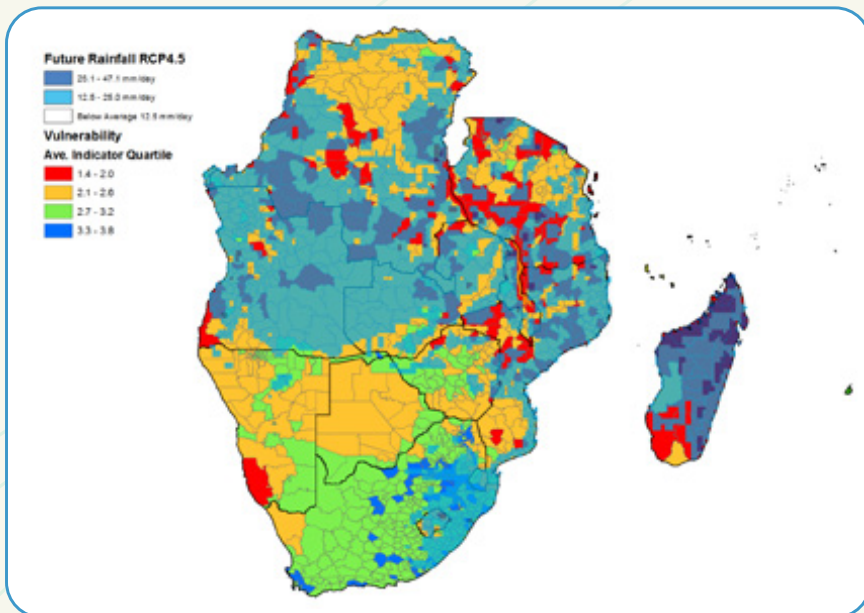 Future Rainfall RCP4.5
25.1 - 47.1 mm/day
12.5 - 25.0 mm/day
Below Average 12.5 mm/day
Vulnerability
Ave. Indicator Quartile
1.4 - 2.0
2.1 - 2.6
2.7 - 3.2
3.3 - 3.8